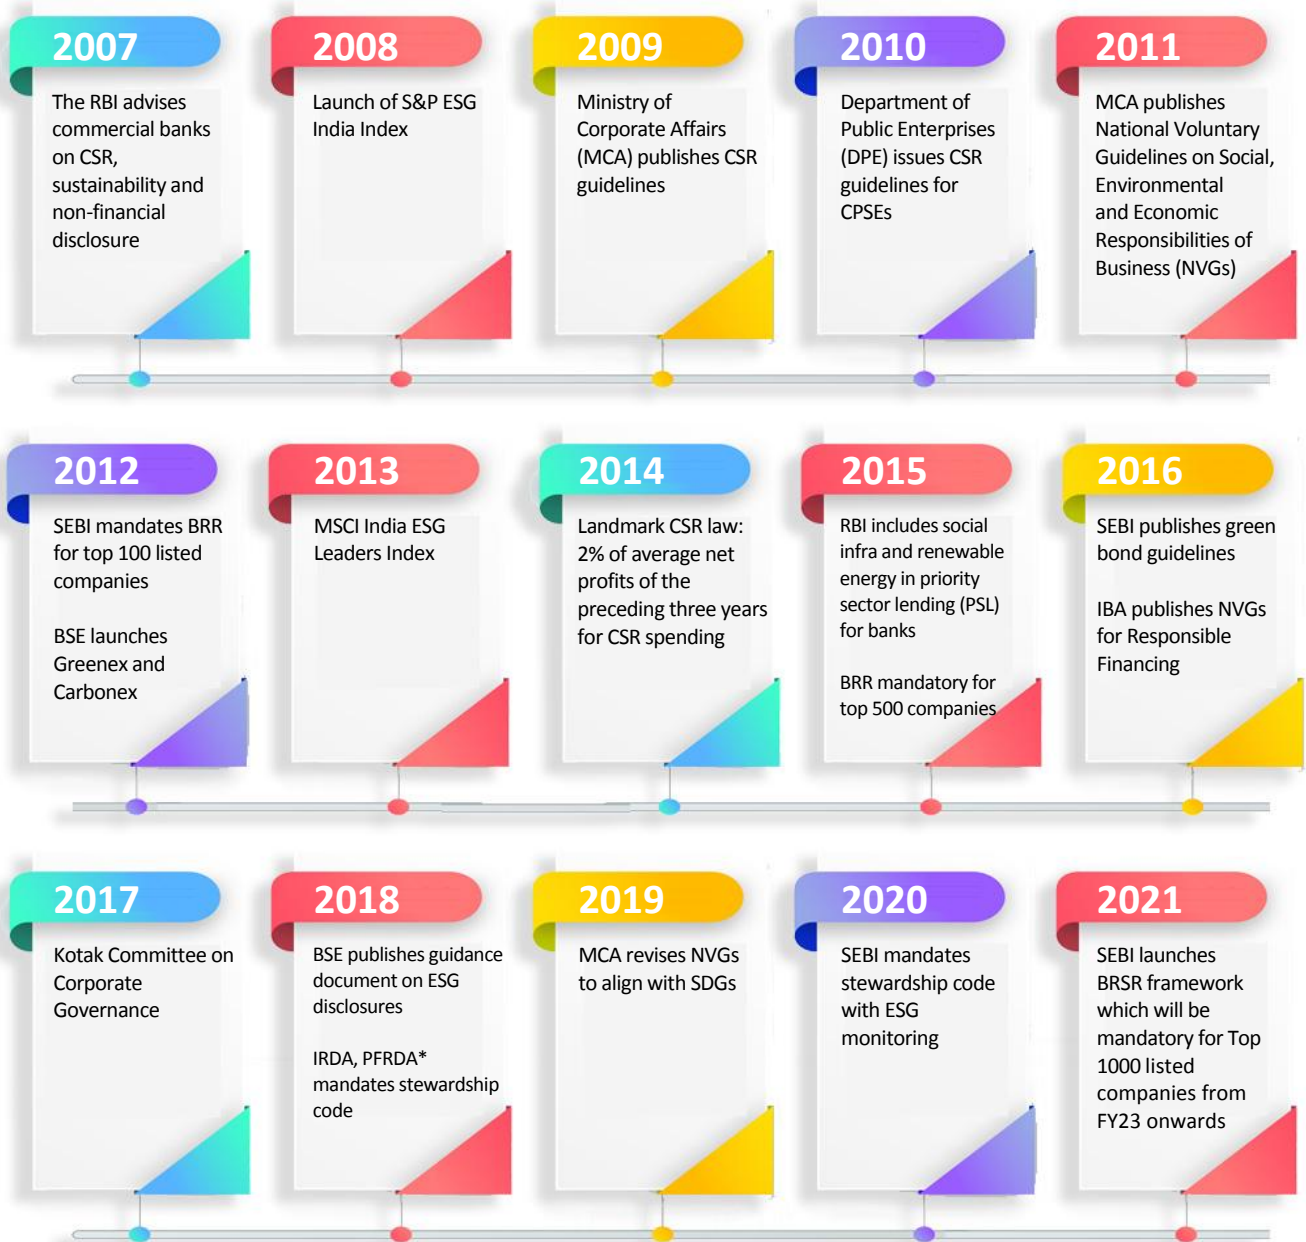 2007
The RBI advises
commercial banks
on CSR,
sustainability and
non-financial
disclosure
2008
Launch of S&P ESG
India Index
2009
Ministry of
Corporate Affairs
(MCA) publishes CSR
guidelines
2010
Department of
Public Enterprises
(DPE) issues CSR
guidelines for
CPSEs
2011
MCA publishes
National Voluntary
Guidelines on Social,
Environmental
and Economic
Responsibilities of
Business (NVGs)
2012
SEBI mandates BRR
for top 100 listed
companies
BSE launches
Greenex and
Carbonex
2013
MSCI India ESG
Leaders Index
2014
Landmark CSR law:
2% of average net
profits of the
preceding three years
for CSR spending
2015
RBI includes social
infra and renewable
energy in priority
sector lending (PSL)
for banks
BRR mandatory for
top 500 companies
2016
SEBI publishes green
bond guidelines
IBA publishes NVGs
for Responsible
Financing
2017
Kotak Committee on
Corporate
Governance
2018
BSE publishes guidance
document on ESG
disclosures
IRDA, PFRDA*
mandates stewardship
code
2019
MCA revises NVGs
to align with SDGs
2020
SEBI mandates
stewardship code
with ESG
monitoring
2021
SEBI launches
BRSR framework
which will be
mandatory for Top
1000 listed
companies from
FY23 onwards